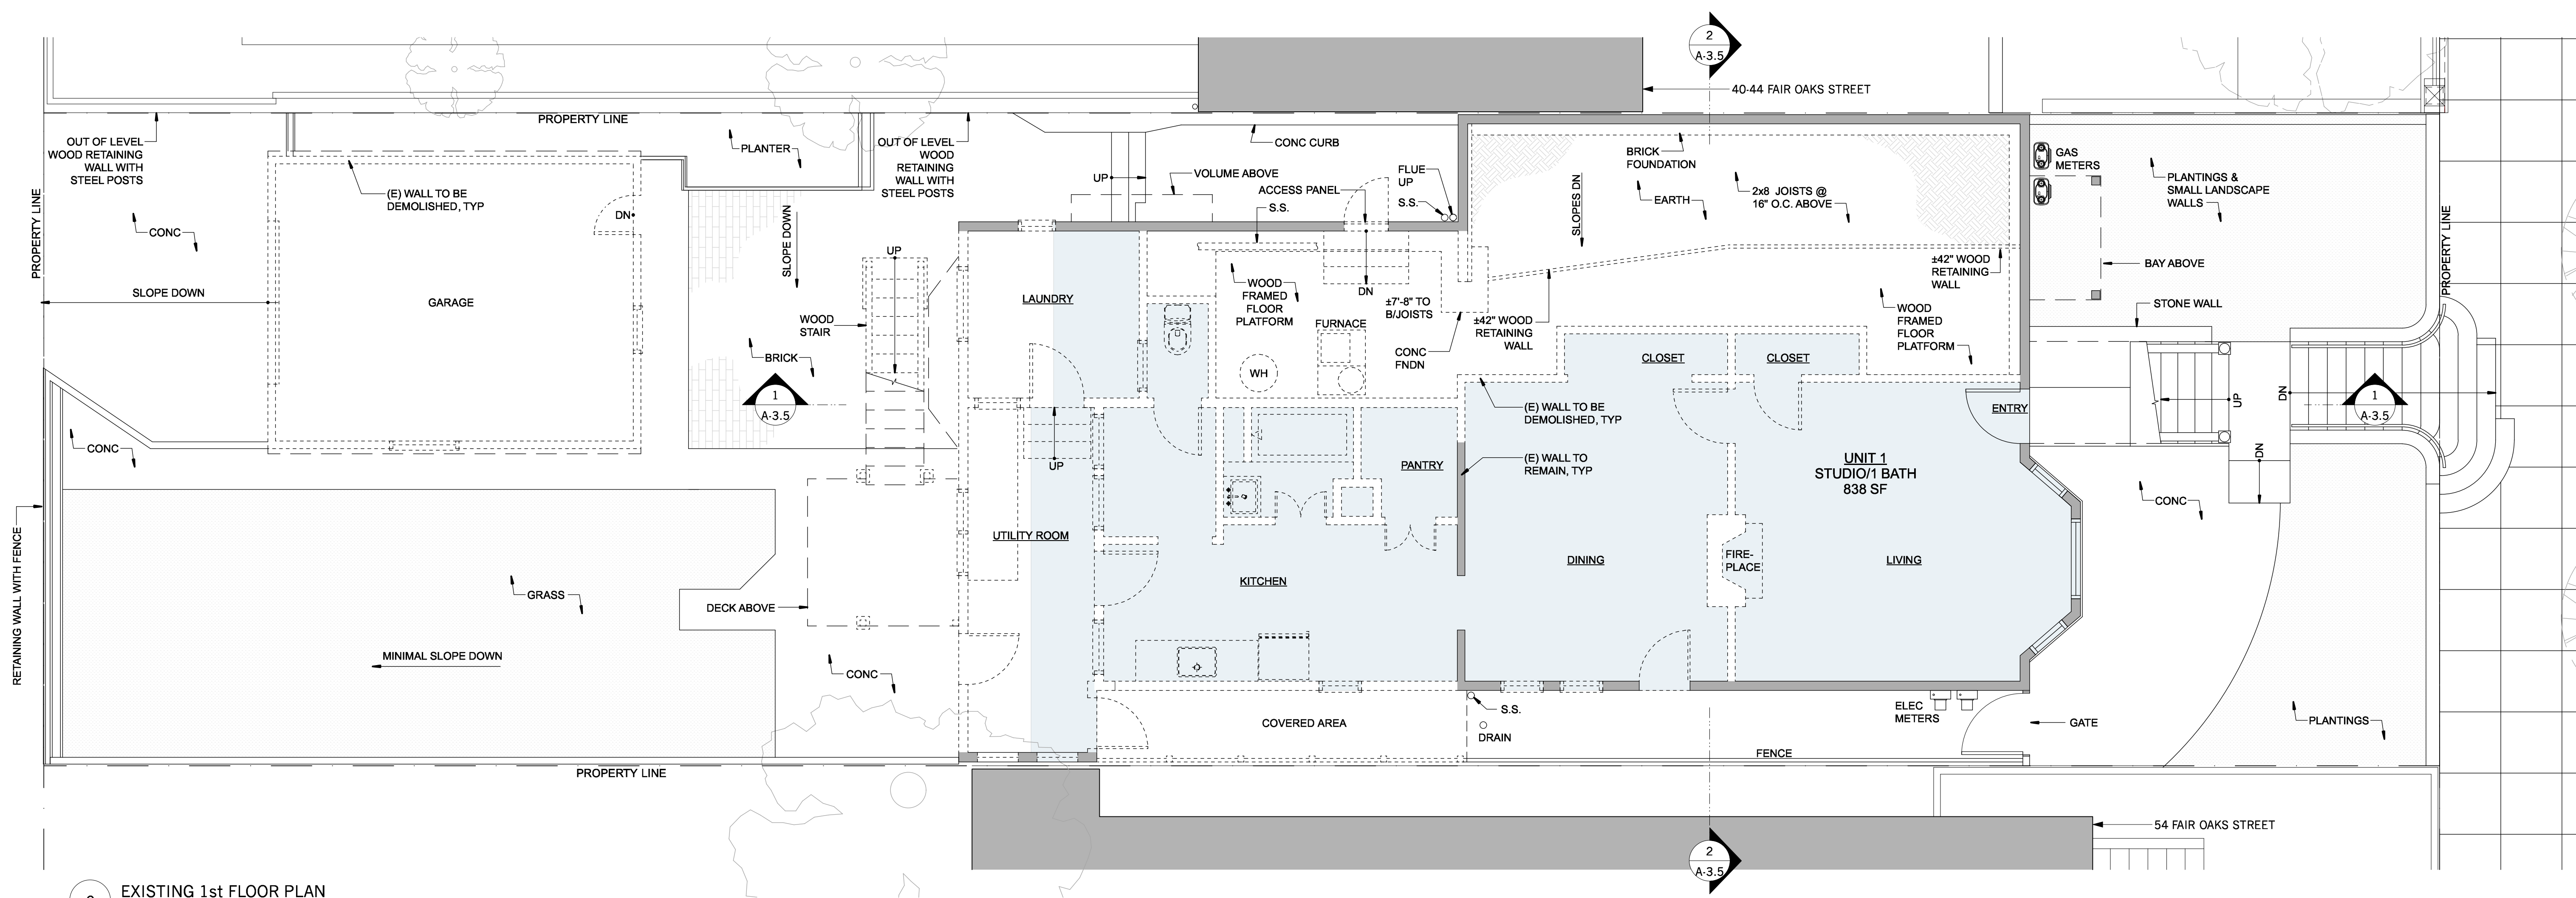 2
A-3.5
40-44 FAIR OAKS STREET
PROPERTY LINE
OUT OF LEVEL
WOOD RETAINING
WALL WITH
STEEL POSTS
PLANTER
OUT OF LEVEL
WOOD
RETAINING
WALL WITH
STEEL POSTS
CONC CURB
UP
VOLUME ABOVE
ACCESS PANEL
S.S.
FLUE
UP
S.S.
BRICK
FOUNDATION
EARTH
2x8 JOISTS @
16" O.C. ABOVE
SLOPES DN
GAS
METERS
PLANTINGS &
SMALL LANDSCAPE
WALLS
PROPERTY LINE
(E) WALL TO BE
DEMOLISHED, TYP
DN
CONC
SLOPE DOWN
GARAGE
SLOPE DOWN
UP
WOOD
STAIR
BRICK
1
A-3.5
LAUNDRY
WOOD
FRAMED
FLOOR
PLATFORM
DN
±7'-8" TO
B/JOISTS
FURNACE
WH
CONC
FNDN
±42" WOOD
RETAINING
WALL
±42" WOOD
RETAINING
WALL
WOOD
FRAMED
FLOOR
PLATFORM
BAY ABOVE
STONE WALL
PROPERTY LINE
CLOSET
CLOSET
ENTRY
UP
DN
DN
1
A-3.5
CONC
UP
(E) WALL TO BE
DEMOLISHED, TYP
PANTRY
(E) WALL TO
REMAIN, TYP
UNIT 1
STUDIO/1 BATH
838 SF
CONC
RETAINING WALL WITH FENCE
UTILITY ROOM
KITCHEN
DINING
FIRE-
PLACE
LIVING
GRASS
DECK ABOVE
MINIMAL SLOPE DOWN
CONC
COVERED AREA
S.S.
DRAIN
ELEC
METERS
GATE
PLANTINGS
FENCE
PROPERTY LINE
54 FAIR OAKS STREET
2
A-3.5
EXISTING 1st FLOOR PLAN